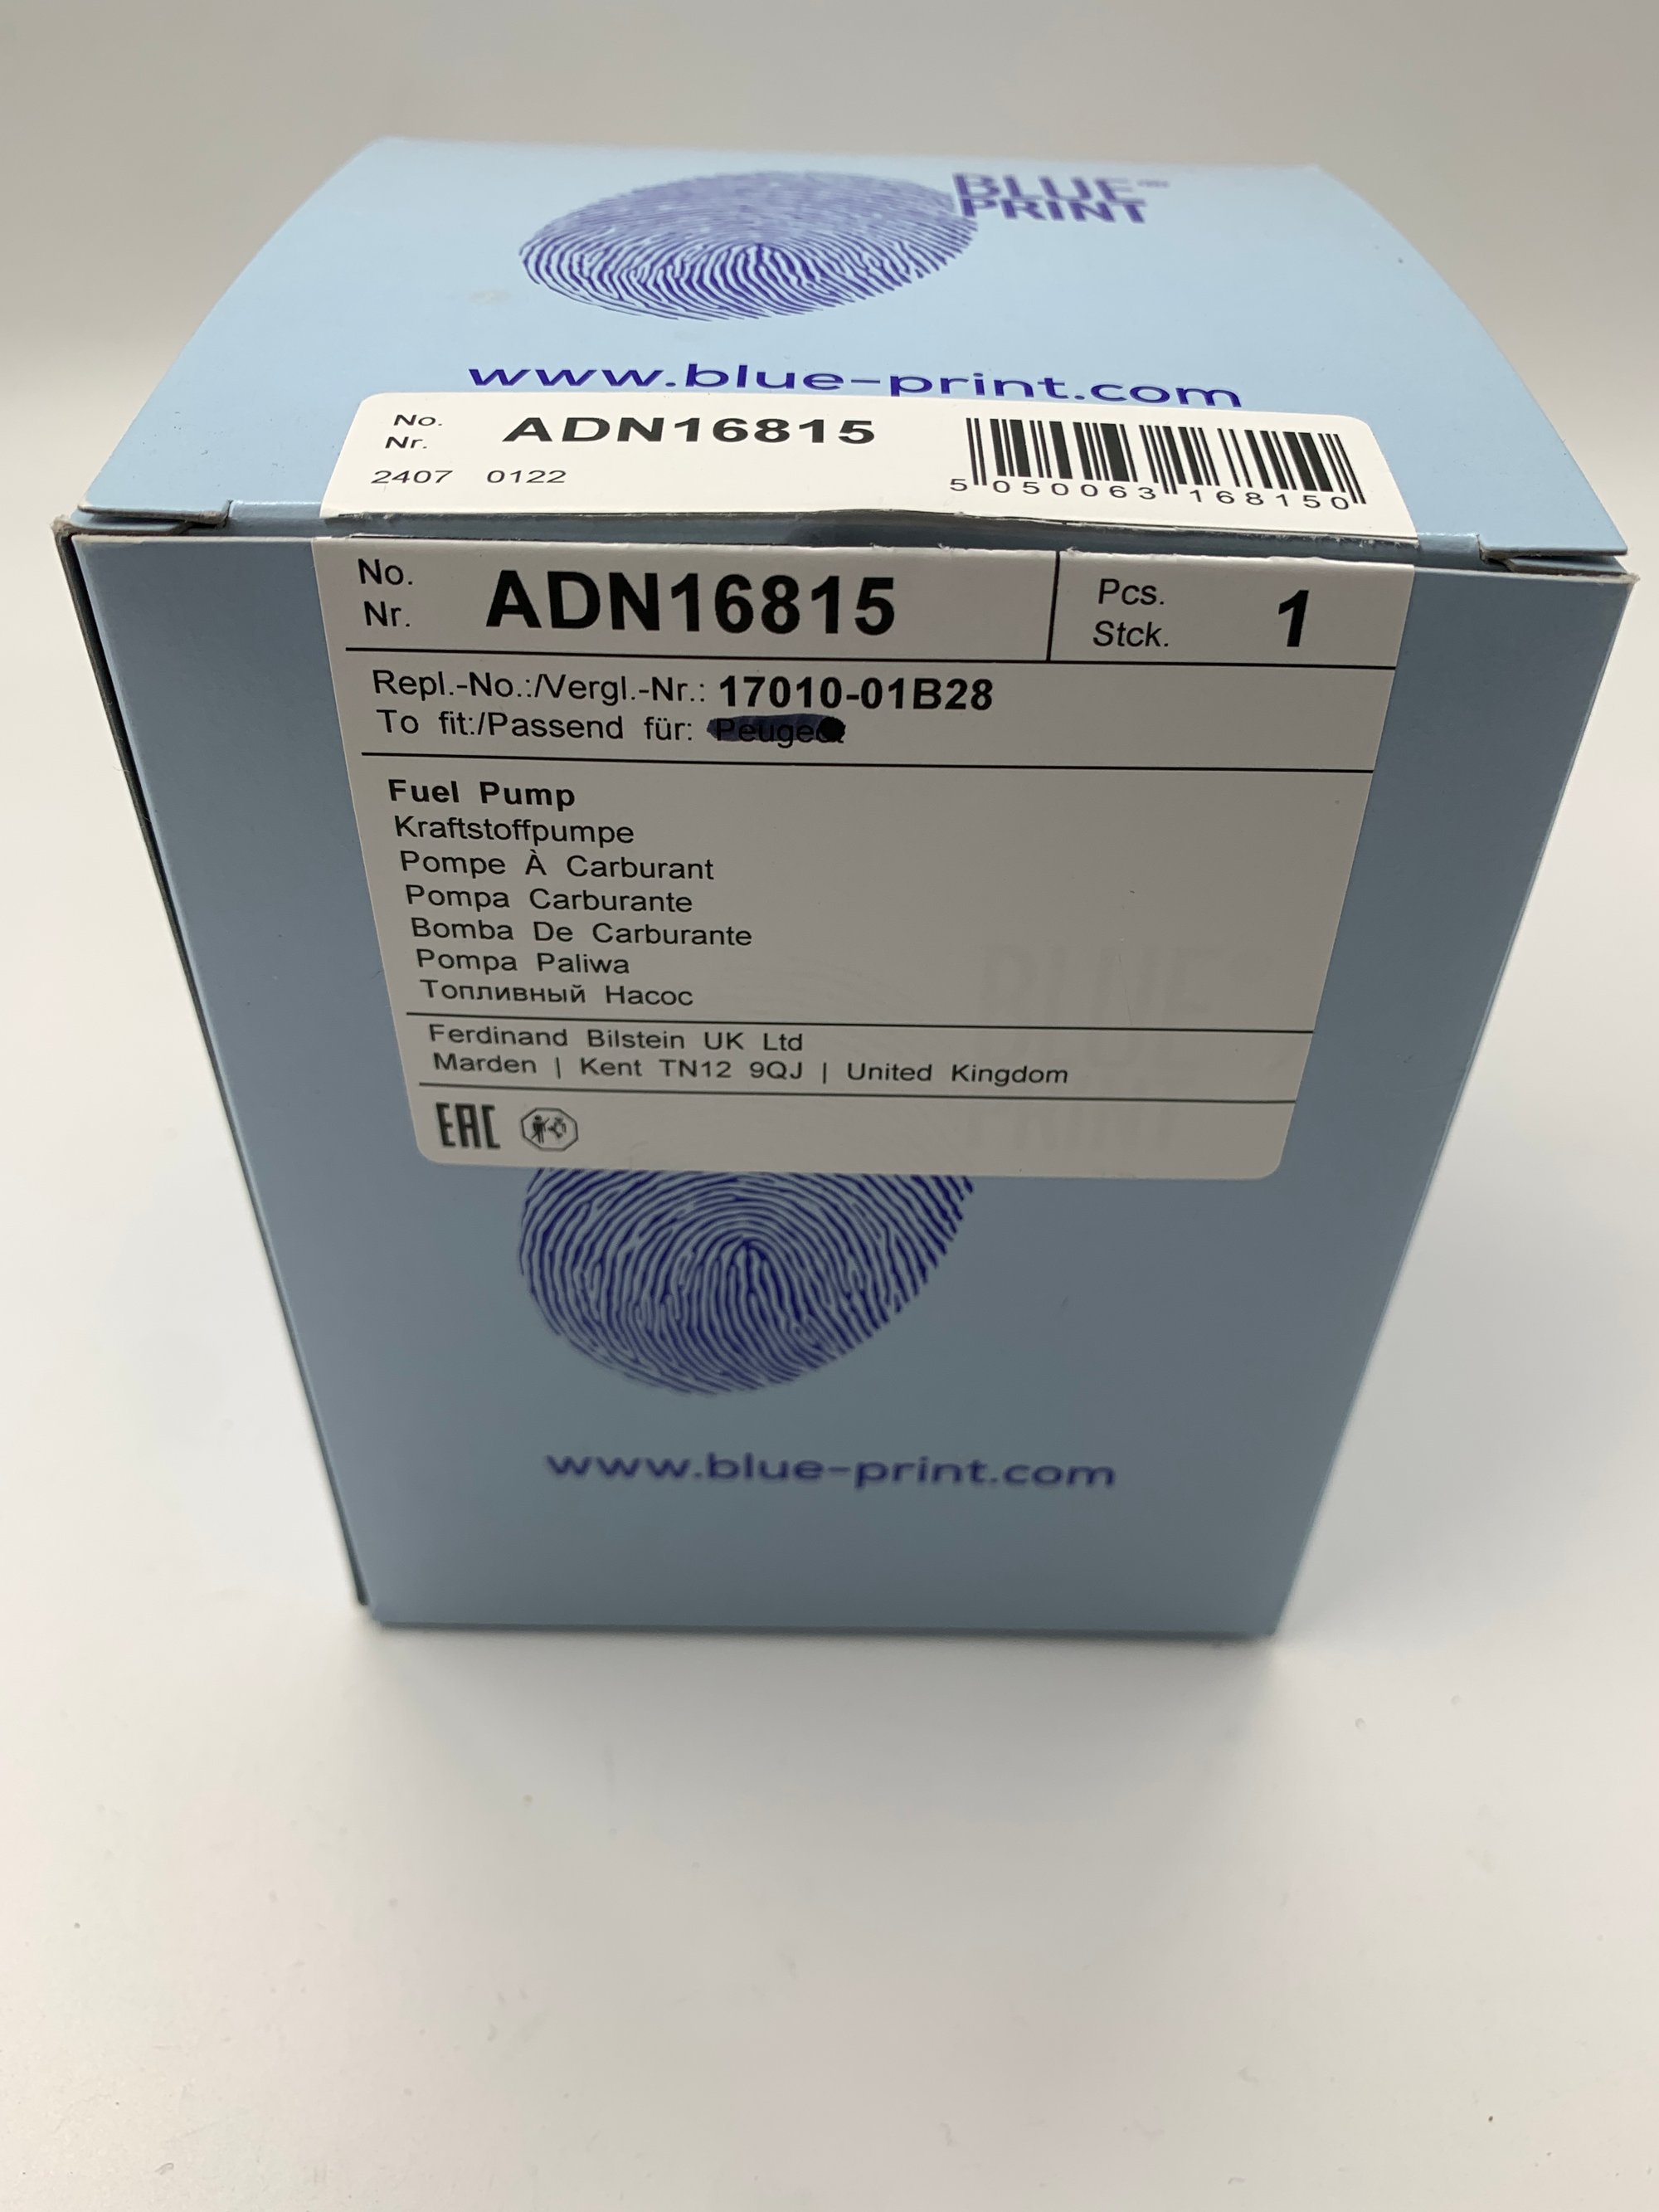 BLUE
PRINT
www.blue-print.com
No.
Nr.
ADN16815
2407 0122
5 050063 168150
No.
Nr.
ADN16815
Pcs.
Stck.
1
Repl.-No.:/Vergl.-Nr.: 17010-01B28
To fit:/Passend für: Peugeot
Fuel Pump
Kraftstoffpumpe
Pompe À Carburant
Pompa Carburante
Bomba De Carburante
Pompa Paliwa
Топливный Насос
Ferdinand Bilstein UK Ltd
Marden | Kent TN12 9QJ | United Kingdom
EAC
www.blue-print.com